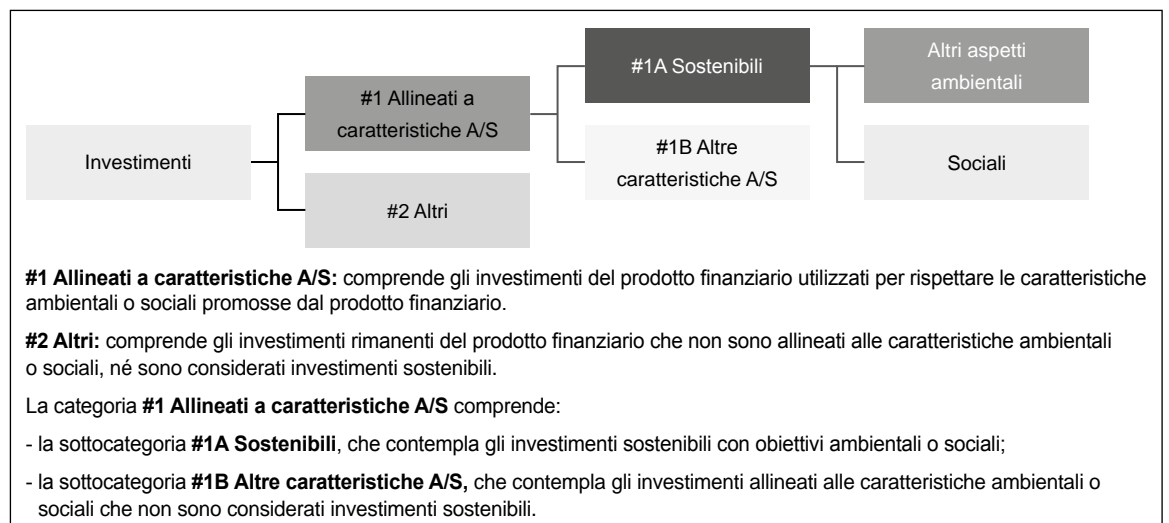 #1A Sostenibili
Altri aspetti
ambientali
#1 Allineati a
caratteristiche A/S
Investimenti
#1B Altre
caratteristiche A/S
Sociali
#2 Altri
#1 Allineati a caratteristiche A/S: comprende gli investimenti del prodotto finanziario utilizzati per rispettare le caratteristiche
ambientali o sociali promosse dal prodotto finanziario.
#2 Altri: comprende gli investimenti rimanenti del prodotto finanziario che non sono allineati alle caratteristiche ambientali
o sociali, né sono considerati investimenti sostenibili.
La categoria #1 Allineati a caratteristiche A/S comprende:
- la sottocategoria #1A Sostenibili, che contempla gli investimenti sostenibili con obiettivi ambientali o sociali;
- la sottocategoria #1B Altre caratteristiche A/S, che contempla gli investimenti allineati alle caratteristiche ambientali o
sociali che non sono considerati investimenti sostenibili.